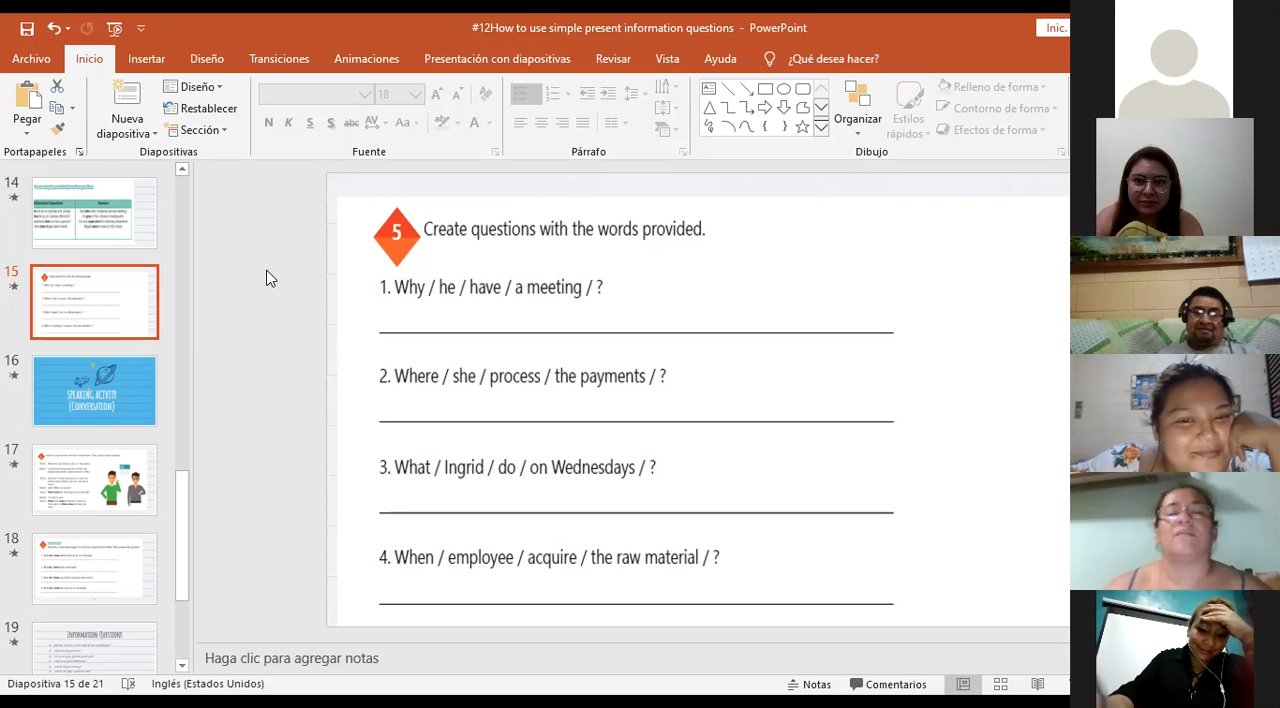 #12How to use simple present information questions - PowerPoint
Inic.
Archivo Inicio Insertar Diseño Transiciones Animaciones Presentación con diapositivas Revisar Vista Ayuda ¿Qué desea hacer?
Pegar
Nueva diapositiva
Diseño
Restablecer
Sección
18
N K S S abc AV Aa A
Organizar
Estilos rápidos
Relleno de forma
Contorno de forma
Efectos de forma
Portapapeles Diapositivas Fuente Párrafo Dibujo
14
15
16
SPEAKING ACTIVITY
(CONVERSATION)
17
18
19
INFORMATION QUESTIONS
5 Create questions with the words provided.
1. Why / he / have / a meeting / ?
2. Where / she / process / the payments / ?
3. What / Ingrid / do / on Wednesdays / ?
4. When / employee / acquire / the raw material / ?
Haga clic para agregar notas
Diapositiva 15 de 21 Inglés (Estados Unidos) Notas Comentarios